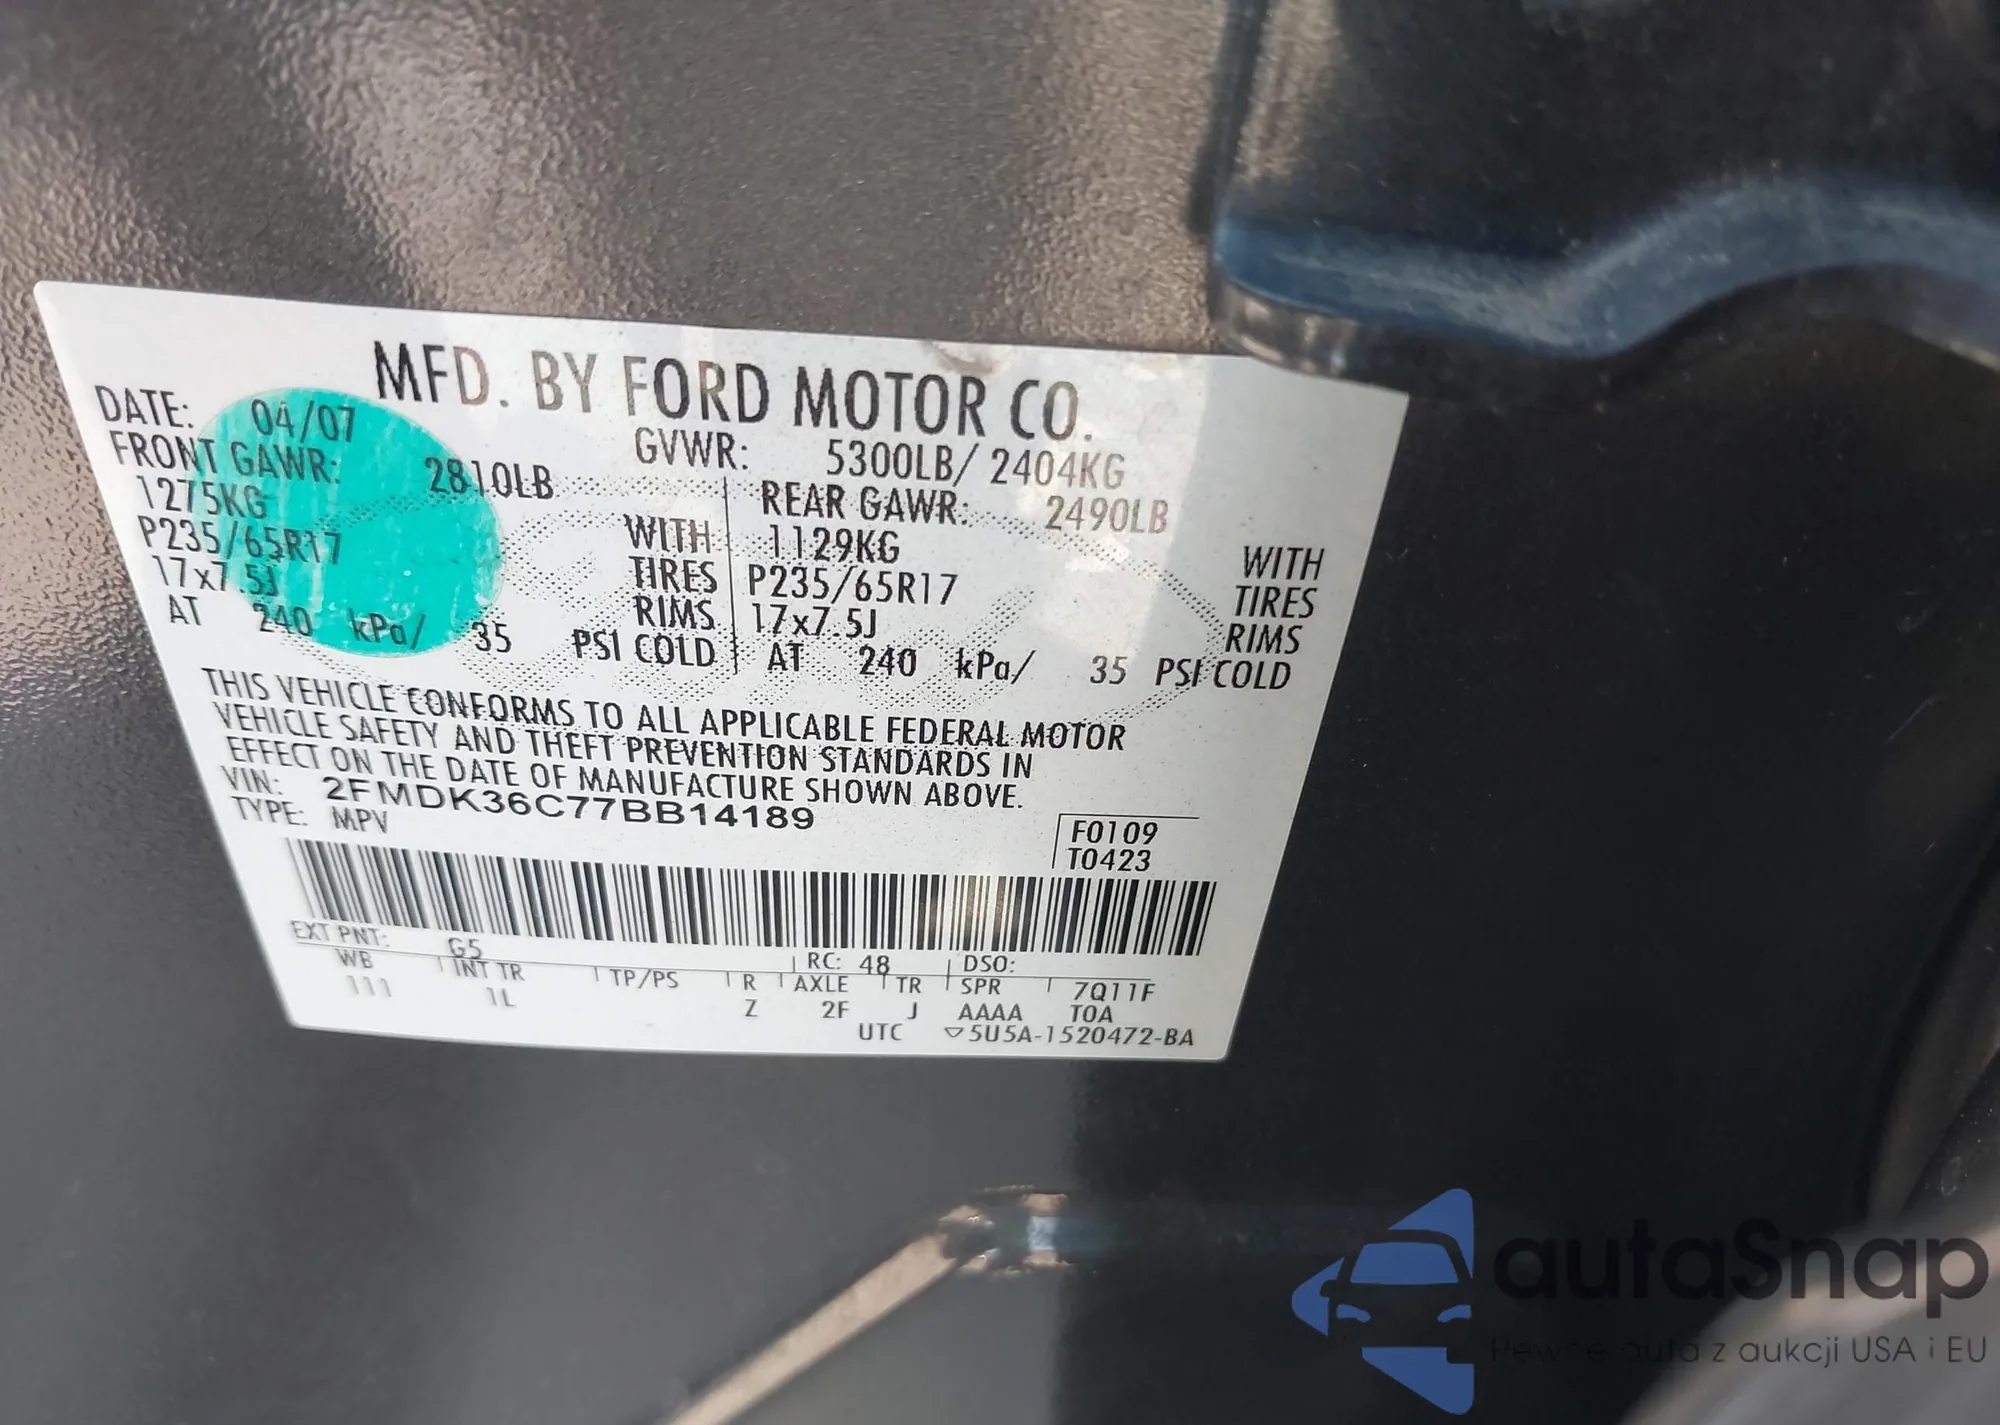 MFD. BY FORD MOTOR CO.
DATE: 04/07 GVWR: 5300LB/ 2404KG
FRONT GAWR: 2810LB REAR GAWR: 2490LB
1275KG WITH 1129KG WITH
P235/65R17 TIRES P235/65R17 TIRES
17x7.5J RIMS 17x7.5J RIMS
AT 240 kPa/ 35 PSI COLD AT 240 kPa/ 35 PSI COLD
THIS VEHICLE CONFORMS TO ALL APPLICABLE FEDERAL MOTOR
VEHICLE SAFETY AND THEFT PREVENTION STANDARDS IN
EFFECT ON THE DATE OF MANUFACTURE SHOWN ABOVE.
VIN: 2FMDK36C77BB14189
TYPE: MPV
F0109
T0423
EXT PNT: G5 RC: 48 DSO:
WB INT TR TP/PS R AXLE TR SPR 7Q11F
111 1L Z 2F J AAAA T0A
UTC ▽5U5A-1520472-BA
autaSnap
Pewne auta z aukcji USA i EU